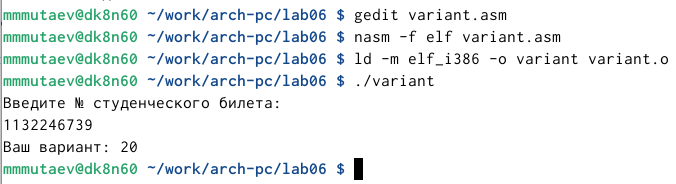 mmmutaev@dk8n60 ~/work/arch-pc/lab06 $ gedit variant.asm
mmmutaev@dk8n60 ~/work/arch-pc/lab06 $ nasm -f elf variant.asm
mmmutaev@dk8n60 ~/work/arch-pc/lab06 $ ld -m elf_i386 -o variant variant.o
mmmutaev@dk8n60 ~/work/arch-pc/lab06 $ ./variant
Введите № студенческого билета:
1132246739
Ваш вариант: 20
mmmutaev@dk8n60 ~/work/arch-pc/lab06 $